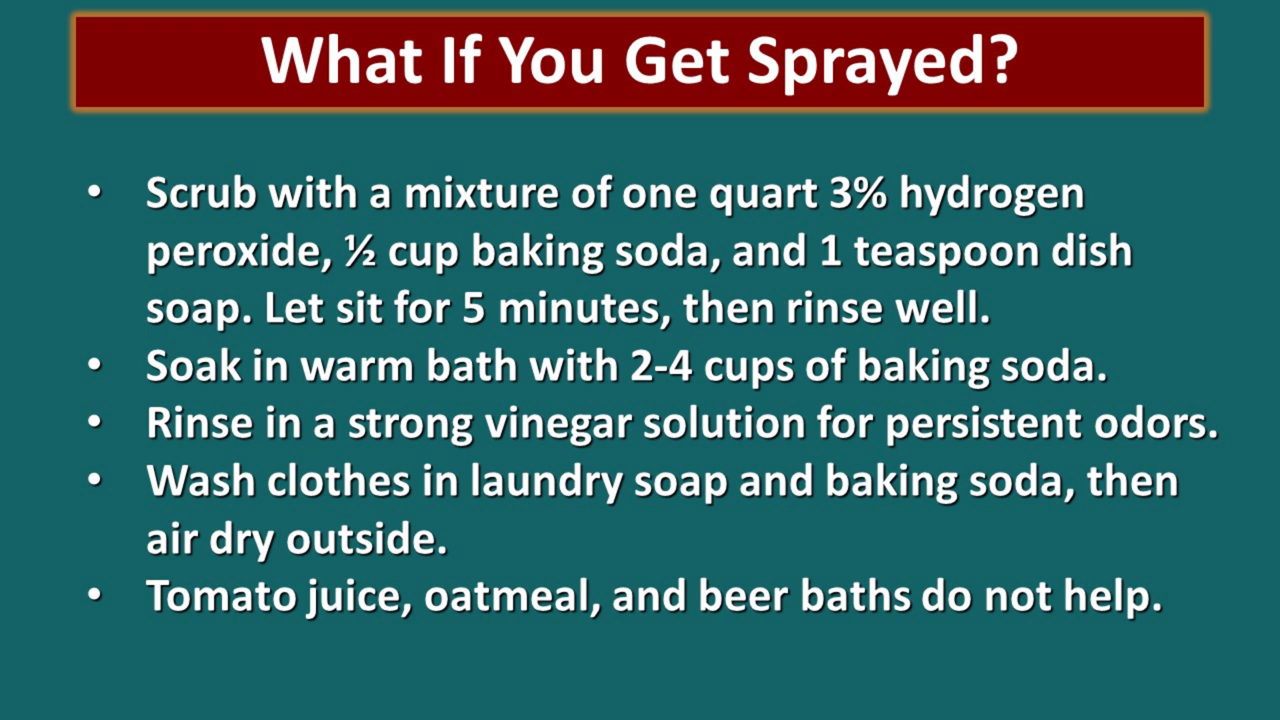 What If You Get Sprayed?
• Scrub with a mixture of one quart 3% hydrogen
peroxide, ½ cup baking soda, and 1 teaspoon dish
soap. Let sit for 5 minutes, then rinse well.
• Soak in warm bath with 2-4 cups of baking soda.
• Rinse in a strong vinegar solution for persistent odors.
• Wash clothes in laundry soap and baking soda, then
air dry outside.
• Tomato juice, oatmeal, and beer baths do not help.